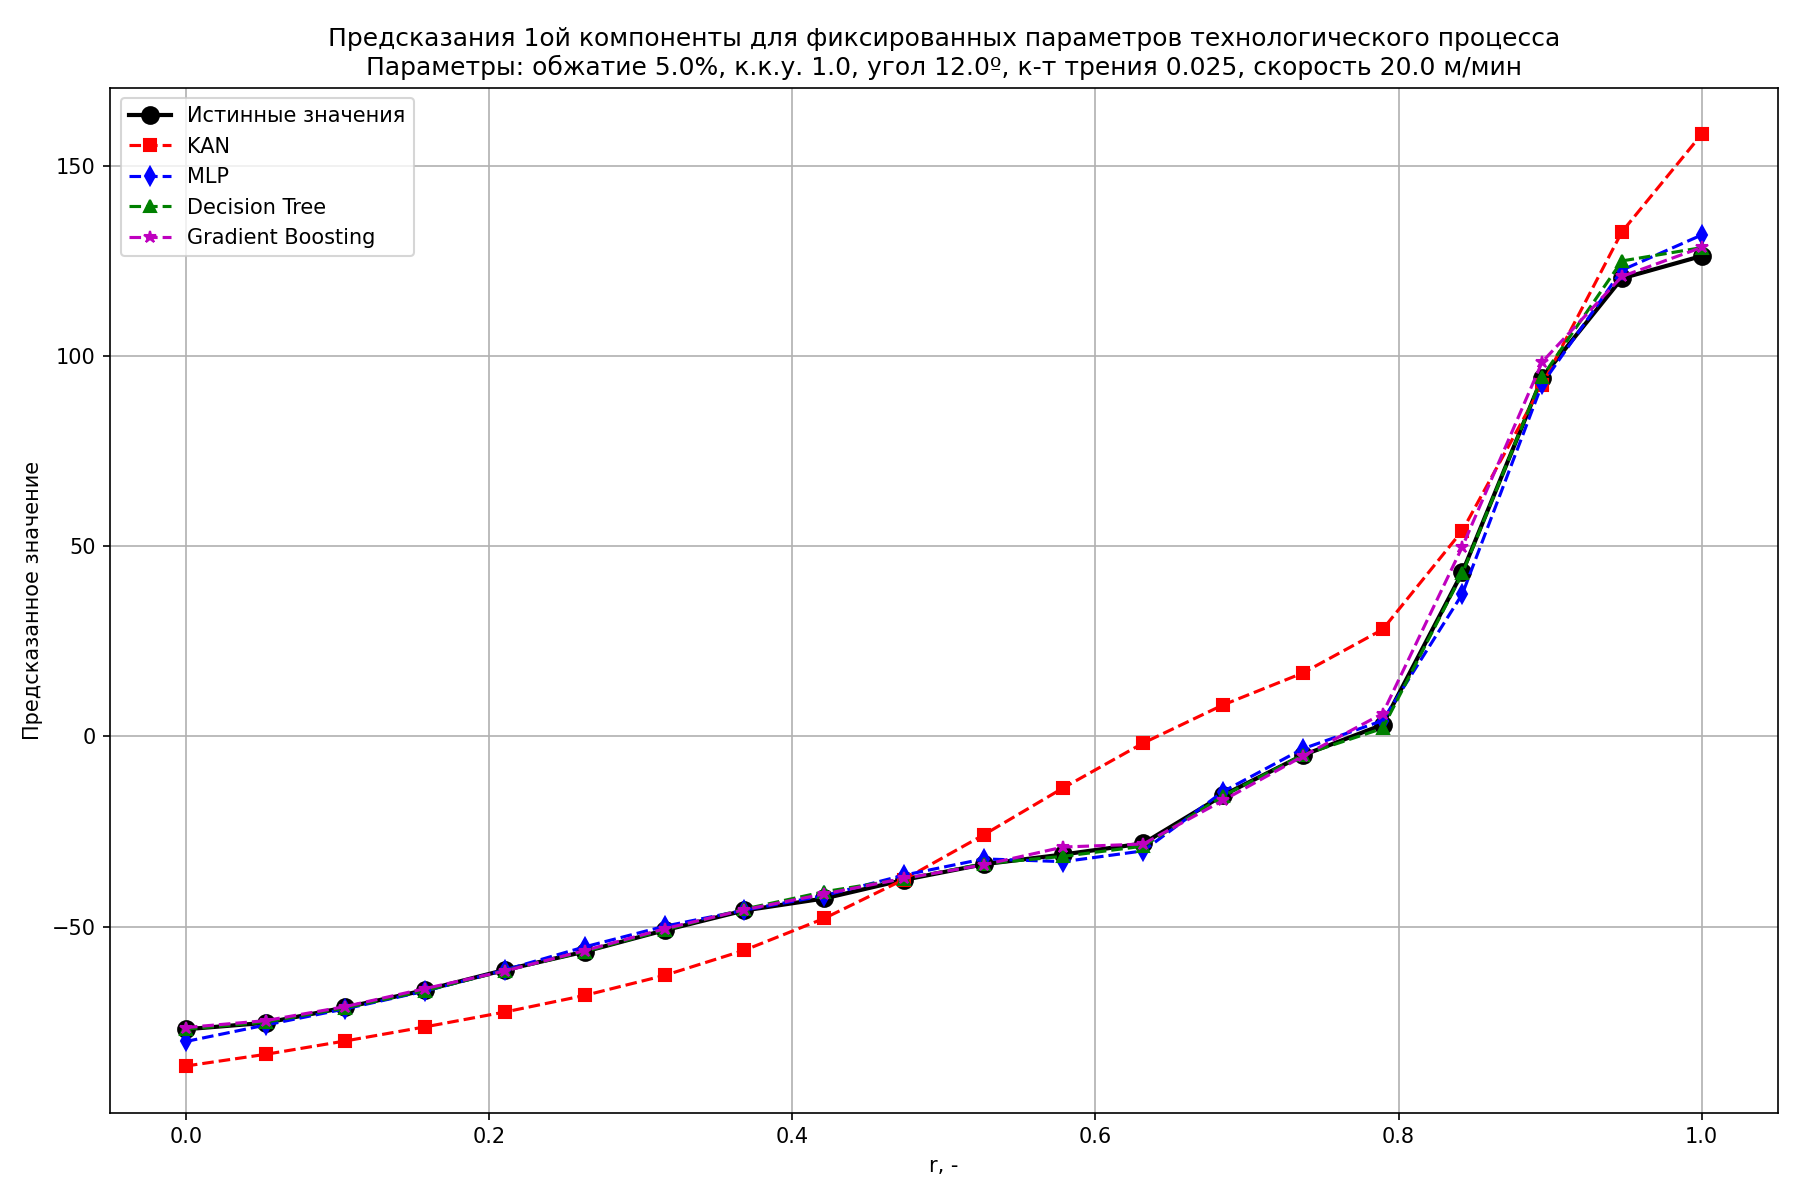 Предсказания 1ой компоненты для фиксированных параметров технологического процесса
Параметры: обжатие 5.0%, к.к.у. 1.0, угол 12.0º, к-т трения 0.025, скорость 20.0 м/мин
Истинные значения
KAN
MLP
Decision Tree
Gradient Boosting
Предсказанное значение
150
100
50
0
−50
0.0
0.2
0.4
0.6
0.8
1.0
r, -